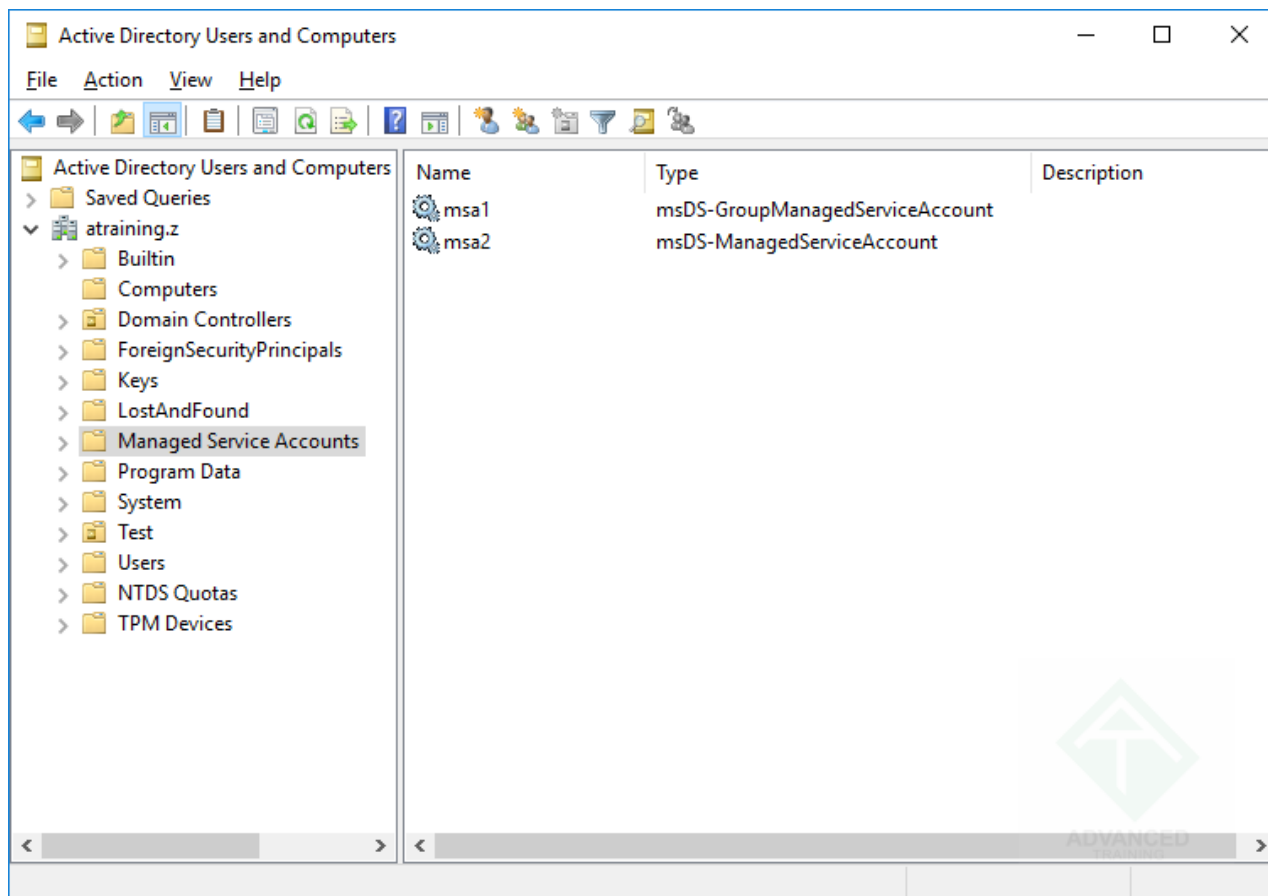 Active Directory Users and Computers
File Action View Help
Active Directory Users and Computers
Saved Queries
atraining.z
Builtin
Computers
Domain Controllers
ForeignSecurityPrincipals
Keys
LostAndFound
Managed Service Accounts
Program Data
System
Test
Users
NTDS Quotas
TPM Devices
Name Type Description
msa1 msDS-GroupManagedServiceAccount
msa2 msDS-ManagedServiceAccount
ADVANCED
TRAINING